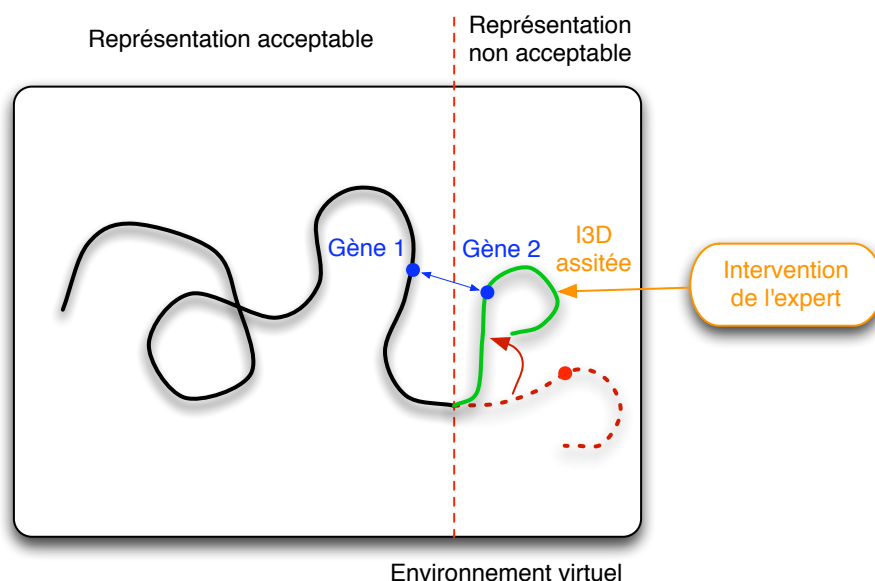 Représentation acceptable
Représentation
non acceptable
Gène 1
Gène 2
I3D
assitée
Intervention
de l'expert
Environnement virtuel